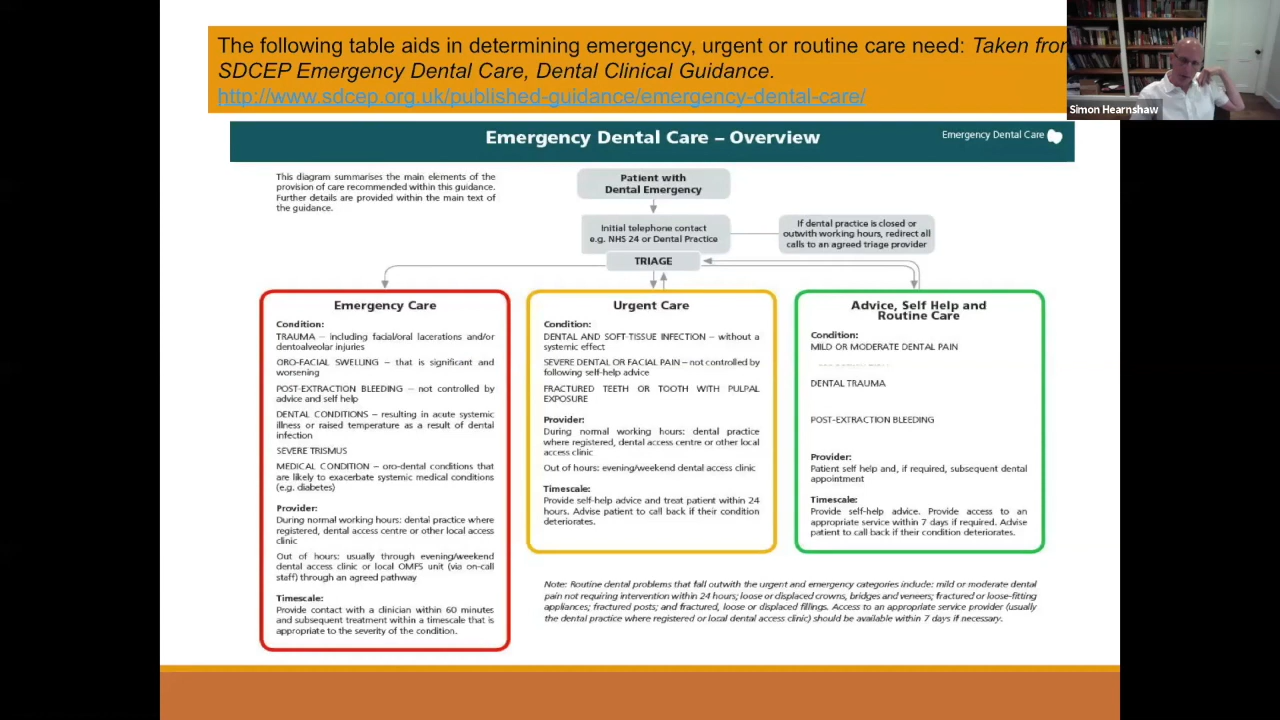 The following table aids in determining emergency, urgent or routine care need: Taken from
SDCEP Emergency Dental Care, Dental Clinical Guidance.
http://www.sdcep.org.uk/published-guidance/emergency-dental-care/
Simon Hearnshaw
Emergency Dental Care – Overview
Emergency Dental Care
This diagram summarises the main elements of the
provision of care recommended within this guidance.
Further details are provided within the main text of
the guidance.
Patient with
Dental Emergency
Initial telephone contact
e.g. NHS 24 or Dental Practice
If dental practice is closed or
outwith working hours, redirect all
calls to an agreed triage provider
TRIAGE
Emergency Care
Condition:
TRAUMA – including facial/oral lacerations and/or
dentoalveolar injuries
ORO-FACIAL SWELLING – that is significant and
worsening
POST-EXTRACTION BLEEDING – not controlled by
advice and self help
DENTAL CONDITIONS – resulting in acute systemic
illness or raised temperature as a result of dental
infection
SEVERE TRISMUS
MEDICAL CONDITION – oro-dental conditions that
are likely to exacerbate systemic medical conditions
(e.g. diabetes)
Provider:
During normal working hours: dental practice where
registered, dental access centre or other local access
clinic
Out of hours: usually through evening/weekend
dental access clinic or local OMFS unit (via on-call
staff) through an agreed pathway
Timescale:
Provide contact with a clinician within 60 minutes
and subsequent treatment within a timescale that is
appropriate to the severity of the condition.
Urgent Care
Condition:
DENTAL AND SOFT-TISSUE INFECTION – without a
systemic effect
SEVERE DENTAL OR FACIAL PAIN – not controlled by
following self-help advice
FRACTURED TEETH OR TOOTH WITH PULPAL
EXPOSURE
Provider:
During normal working hours: dental practice
where registered, dental access centre or other local
access clinic
Out of hours: evening/weekend dental access clinic
Timescale:
Provide self-help advice and treat patient within 24
hours. Advise patient to call back if their condition
deteriorates.
Advice, Self Help and
Routine Care
Condition:
MILD OR MODERATE DENTAL PAIN
DENTAL TRAUMA
POST-EXTRACTION BLEEDING
Provider:
Patient self help and, if required, subsequent dental
appointment
Timescale:
Provide self-help advice. Provide access to an
appropriate service within 7 days if required. Advise
patient to call back if their condition deteriorates.
Note: Routine dental problems that fall outwith the urgent and emergency categories include: mild or moderate dental
pain not requiring intervention within 24 hours; loose or displaced crowns, bridges and veneers; fractured or loose-fitting
appliances; fractured posts; and fractured, loose or displaced fillings. Access to an appropriate service provider (usually
the dental practice where registered or local dental access clinic) should be available within 7 days if necessary.